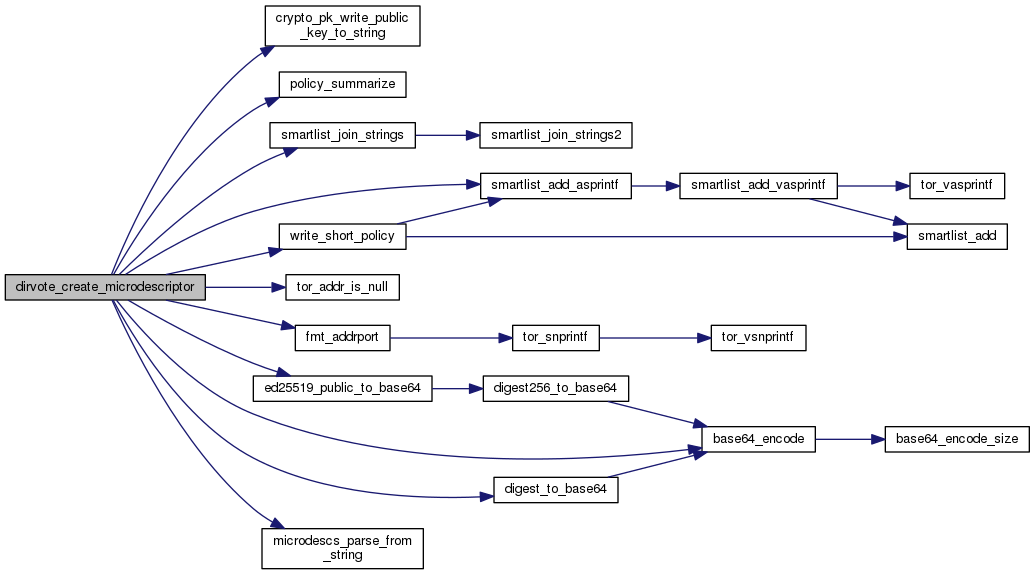 crypto_pk_write_public
_key_to_string
policy_summarize
smartlist_join_strings
smartlist_join_strings2
smartlist_add_asprintf
smartlist_add_vasprintf
tor_vasprintf
write_short_policy
smartlist_add
dirvote_create_microdescriptor
tor_addr_is_null
fmt_addrport
tor_snprintf
tor_vsnprintf
ed25519_public_to_base64
digest256_to_base64
base64_encode
base64_encode_size
digest_to_base64
microdescs_parse_from
_string